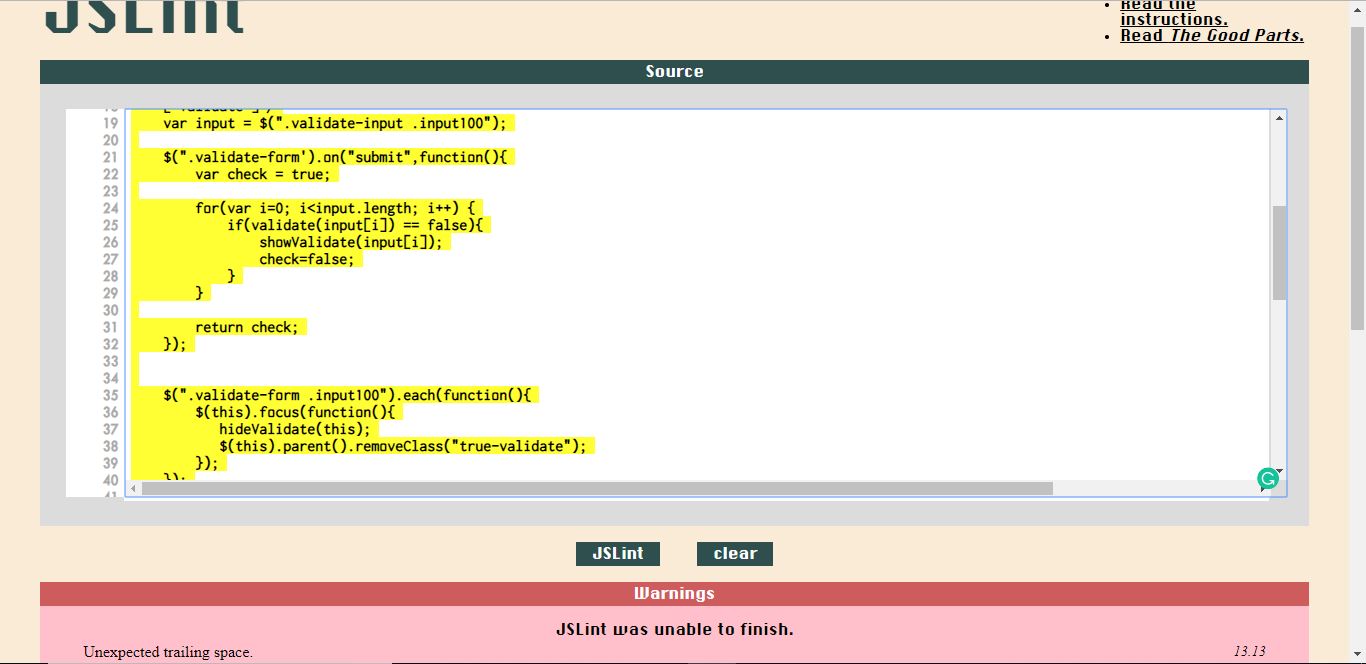 JSLint
• Read the
instructions.
• Read The Good Parts.
Source
19 var input = $(".validate-input .input100");
20
21 $(".validate-form').on("submit",function(){
22 var check = true;
23
24 for(var i=0; i<input.length; i++) {
25 if(validate(input[i]) == false){
26 showValidate(input[i]);
27 check=false;
28 }
29 }
30
31 return check;
32 });
33
34
35 $(".validate-form .input100").each(function(){
36 $(this).focus(function(){
37 hideValidate(this);
38 $(this).parent().removeClass("true-validate");
39 });
40 });
41
JSLint clear
Warnings
JSLint was unable to finish.
Unexpected trailing space. 13.13